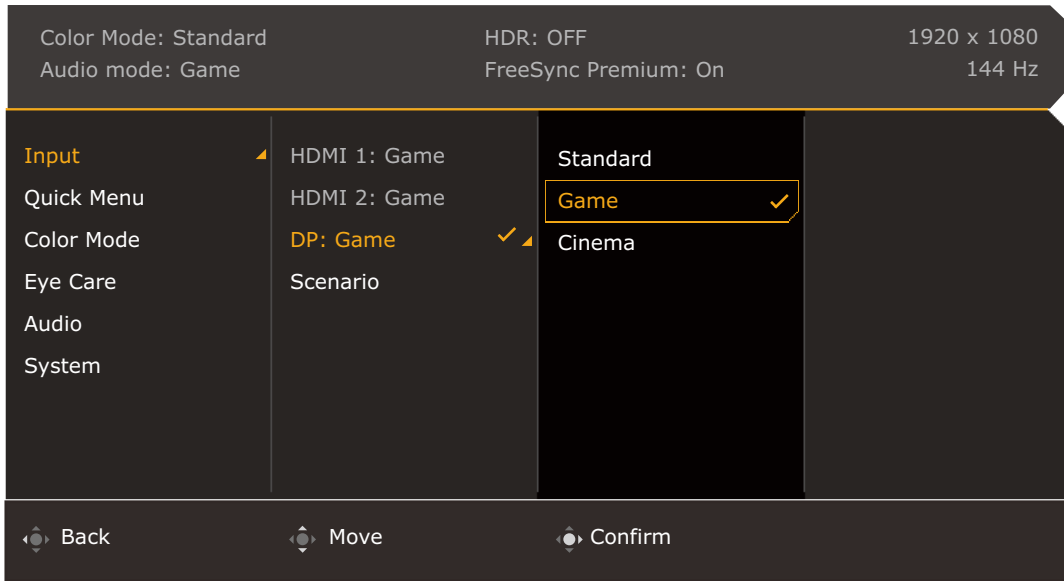 Color Mode: Standard
HDR: OFF
1920 x 1080
Audio mode: Game
FreeSync Premium: On
144 Hz
Input
Quick Menu
Color Mode
Eye Care
Audio
System
HDMI 1: Game
HDMI 2: Game
DP: Game
Scenario
Standard
Game
Cinema
Back
Move
Confirm